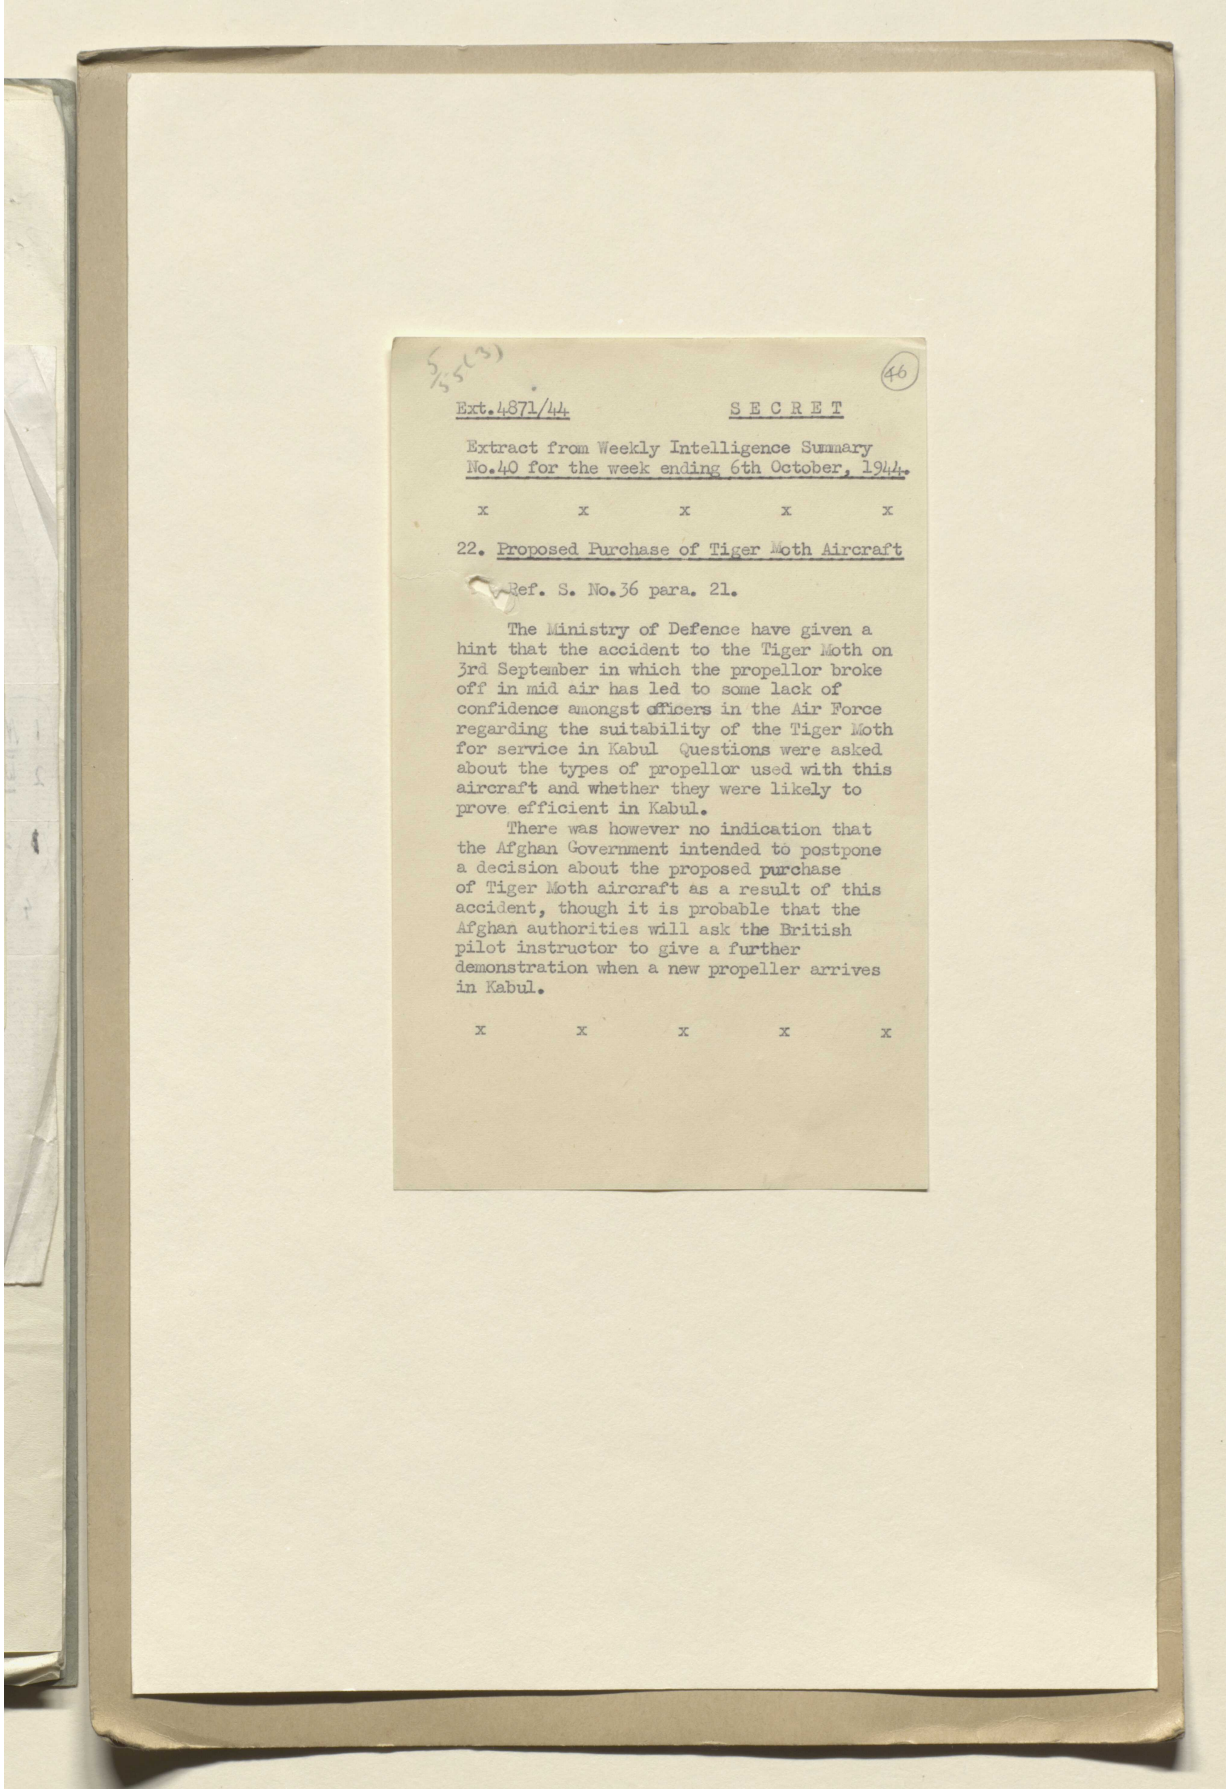 5/55(3)
46
Ext.4871/44 SECRET
Extract from Weekly Intelligence Summary
No.40 for the week ending 6th October, 1944.
x x x x x
22. Proposed Purchase of Tiger Moth Aircraft
Ref. S. No.36 para. 21.
The Ministry of Defence have given a
hint that the accident to the Tiger Moth on
3rd September in which the propellor broke
off in mid air has led to some lack of
confidence amongst officers in the Air Force
regarding the suitability of the Tiger Moth
for service in Kabul Questions were asked
about the types of propellor used with this
aircraft and whether they were likely to
prove efficient in Kabul.
There was however no indication that
the Afghan Government intended to postpone
a decision about the proposed purchase
of Tiger Moth aircraft as a result of this
accident, though it is probable that the
Afghan authorities will ask the British
pilot instructor to give a further
demonstration when a new propeller arrives
in Kabul.
x x x x x